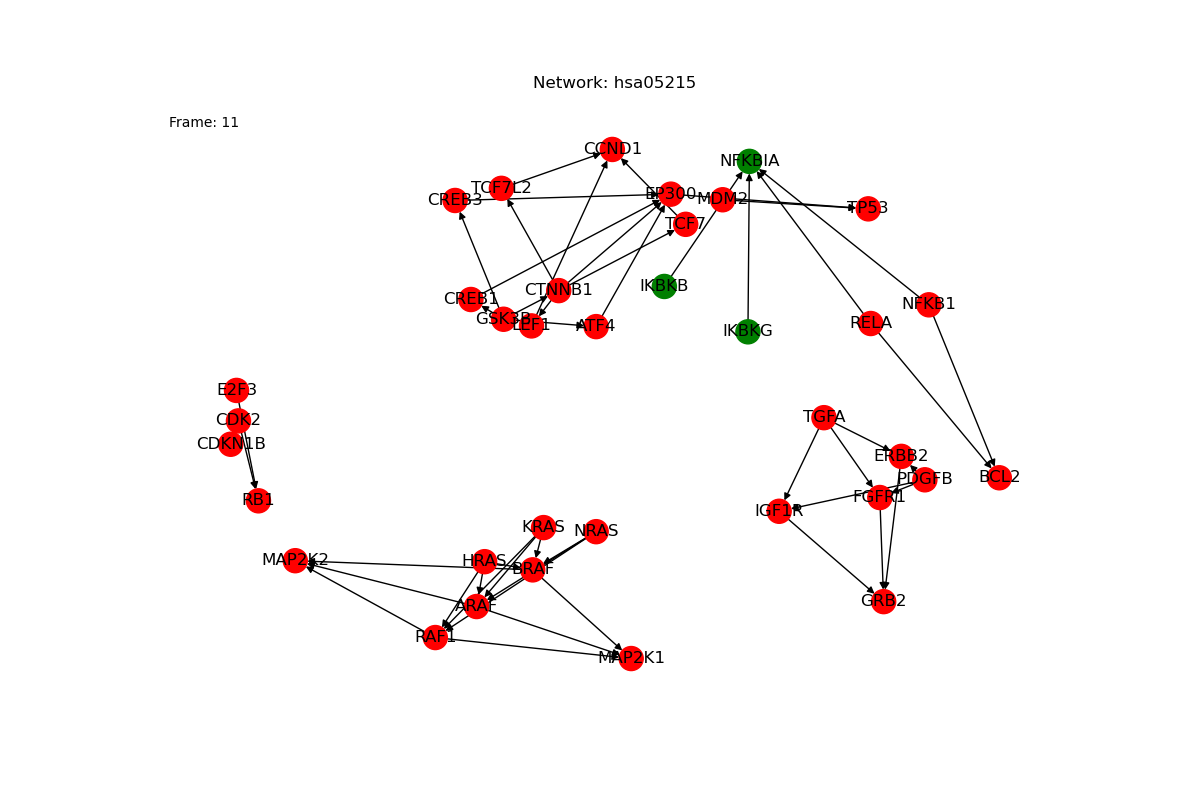 Network: hsa05215
Frame: 11
CCND1
NFKBIA
TCF7L2
EP300
CREB3
MDM2
TP53
TCF7
IKBKB
CTNNB1
CREB1
NFKB1
GSK3B
LEF1
ATF4
RELA
IKBKG
E2F3
CDK2
CDKN1B
TGFA
ERBB2
PDGFB
BCL2
FGFR1
IGF1R
RB1
KRAS
NRAS
MAP2K2
HRAS
BRAF
ARAF
GRB2
RAF1
MAP2K1